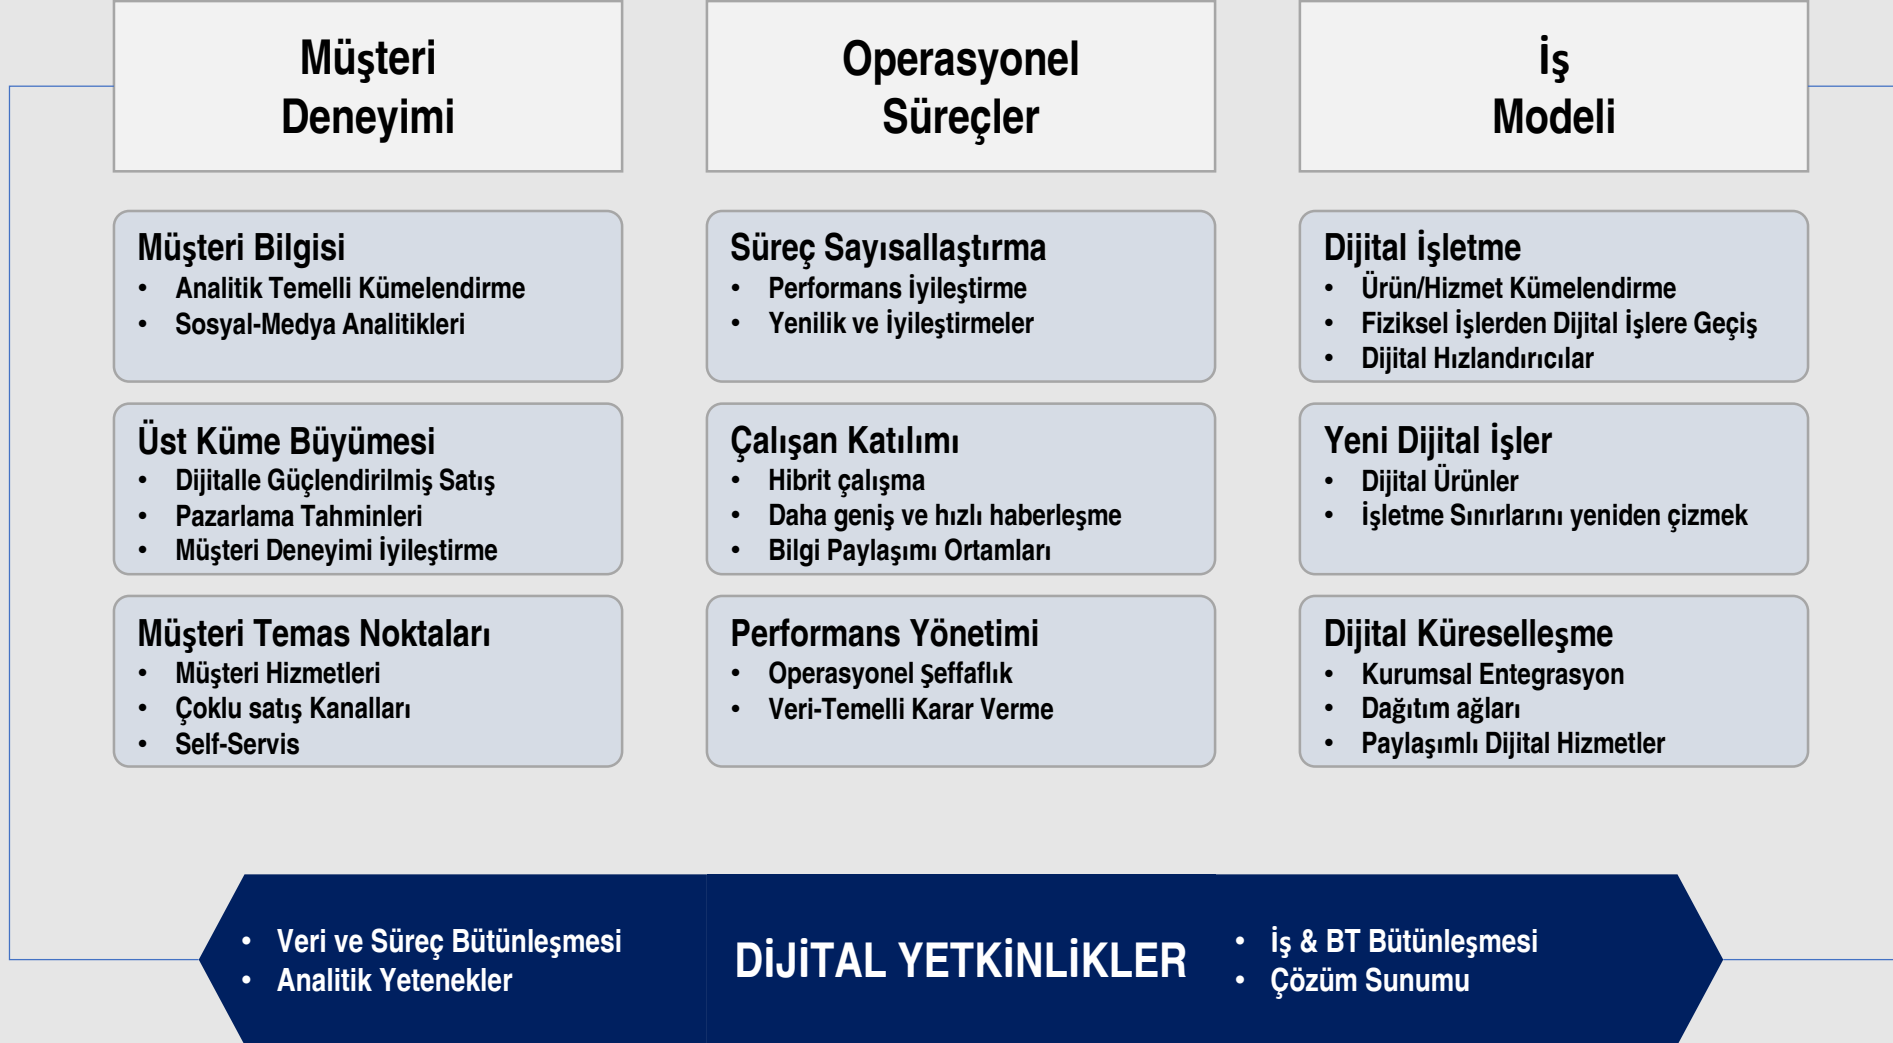 Müşteri
Deneyimi
Müşteri Bilgisi
• Analitik Temelli Kümelendirme
• Sosyal-Medya Analitikleri
Üst Küme Büyümesi
• Dijitalle Güçlendirilmiş Satış
• Pazarlama Tahminleri
• Müşteri Deneyimi İyileştirme
Müşteri Temas Noktaları
• Müşteri Hizmetleri
• Çoklu satış Kanalları
• Self-Servis
Operasyonel
Süreçler
Süreç Sayısallaştırma
• Performans İyileştirme
• Yenilik ve İyileştirmeler
Çalışan Katılımı
• Hibrit çalışma
• Daha geniş ve hızlı haberleşme
• Bilgi Paylaşımı Ortamları
Performans Yönetimi
• Operasyonel Şeffaflık
• Veri-Temelli Karar Verme
İş
Modeli
Dijital İşletme
• Ürün/Hizmet Kümelendirme
• Fiziksel İşlerden Dijital İşlere Geçiş
• Dijital Hızlandırıcılar
Yeni Dijital İşler
• Dijital Ürünler
• İşletme Sınırlarını yeniden çizmek
Dijital Küreselleşme
• Kurumsal Entegrasyon
• Dağıtım ağları
• Paylaşımlı Dijital Hizmetler
• Veri ve Süreç Bütünleşmesi
• Analitik Yetenekler
DİJİTAL YETKİNLİKLER
• İş & BT Bütünleşmesi
• Çözüm Sunumu